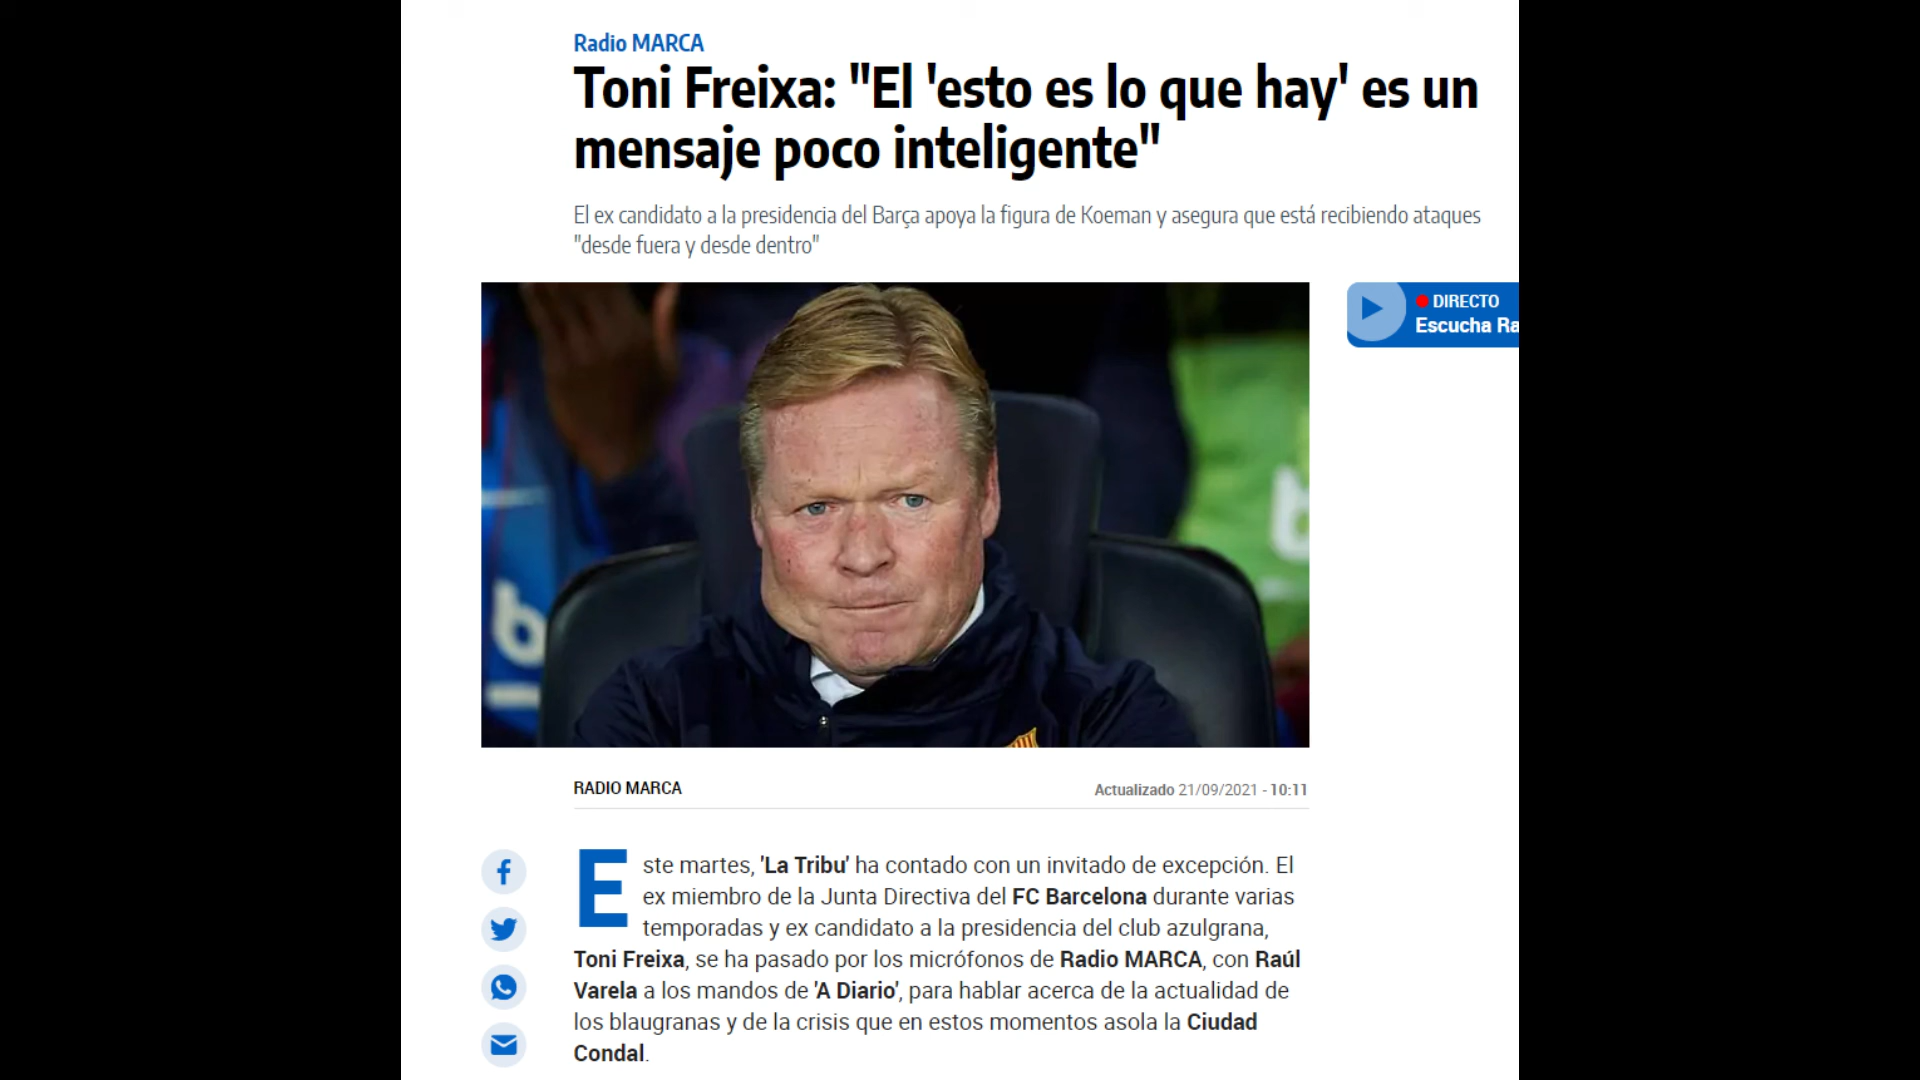 Radio MARCA
Toni Freixa: "El 'esto es lo que hay' es un
mensaje poco inteligente"
El ex candidato a la presidencia del Barça apoya la figura de Koeman y asegura que está recibiendo ataques
"desde fuera y desde dentro"
DIRECTO
Escucha Ra
b
b
RADIO MARCA
Actualizado 21/09/2021 - 10:11
Este martes, 'La Tribu' ha contado con un invitado de excepción. El
ex miembro de la Junta Directiva del FC Barcelona durante varias
temporadas y ex candidato a la presidencia del club azulgrana,
Toni Freixa, se ha pasado por los micrófonos de Radio MARCA, con Raúl
Varela a los mandos de 'A Diario', para hablar acerca de la actualidad de
los blaugranas y de la crisis que en estos momentos asola la Ciudad
Condal.